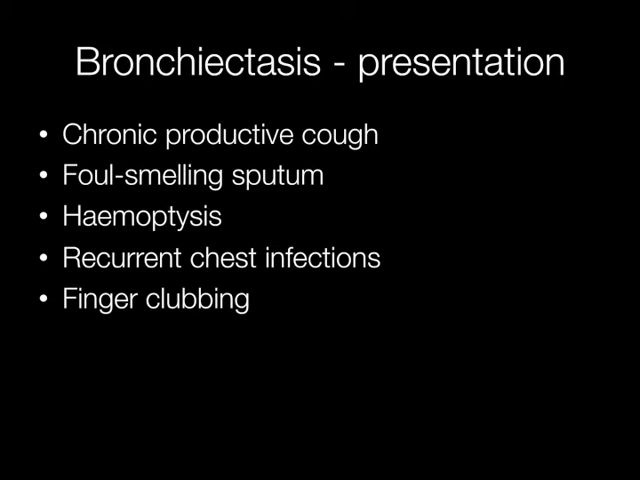 Bronchiectasis - presentation
• Chronic productive cough
• Foul-smelling sputum
• Haemoptysis
• Recurrent chest infections
• Finger clubbing